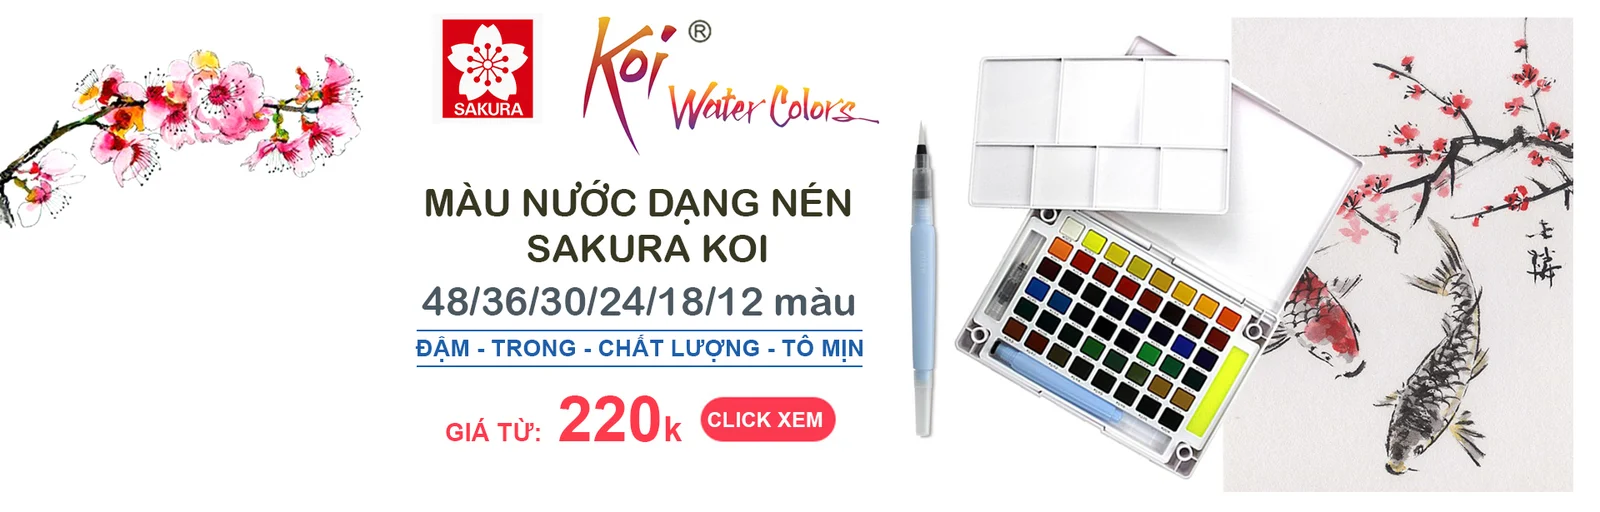 SAKURA
Koi ®
Water Colors
MÀU NƯỚC DẠNG NÉN
SAKURA KOI
48/36/30/24/18/12 màu
ĐẬM - TRONG - CHẤT LƯỢNG - TÔ MỊN
GIÁ TỪ: 220k
CLICK XEM